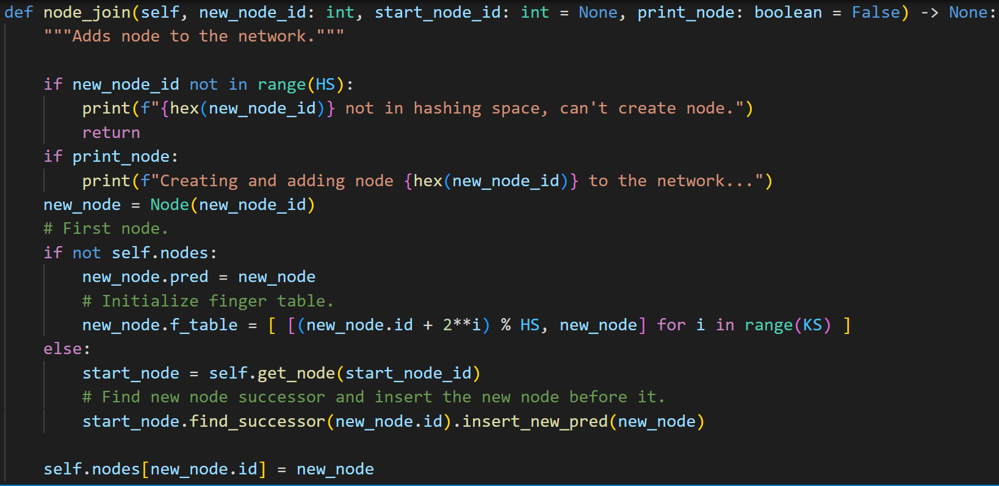 def node_join(self, new_node_id: int, start_node_id: int = None, print_node: boolean = False) -> None:
    """Adds node to the network."""

    if new_node_id not in range(HS):
        print(f"{hex(new_node_id)} not in hashing space, can't create node.")
        return
    if print_node:
        print(f"Creating and adding node {hex(new_node_id)} to the network...")
    new_node = Node(new_node_id)
    # First node.
    if not self.nodes:
        new_node.pred = new_node
        # Initialize finger table.
        new_node.f_table = [ [(new_node.id + 2**i) % HS, new_node] for i in range(KS) ]
    else:
        start_node = self.get_node(start_node_id)
        # Find new node successor and insert the new node before it.
        start_node.find_successor(new_node.id).insert_new_pred(new_node)

    self.nodes[new_node.id] = new_node